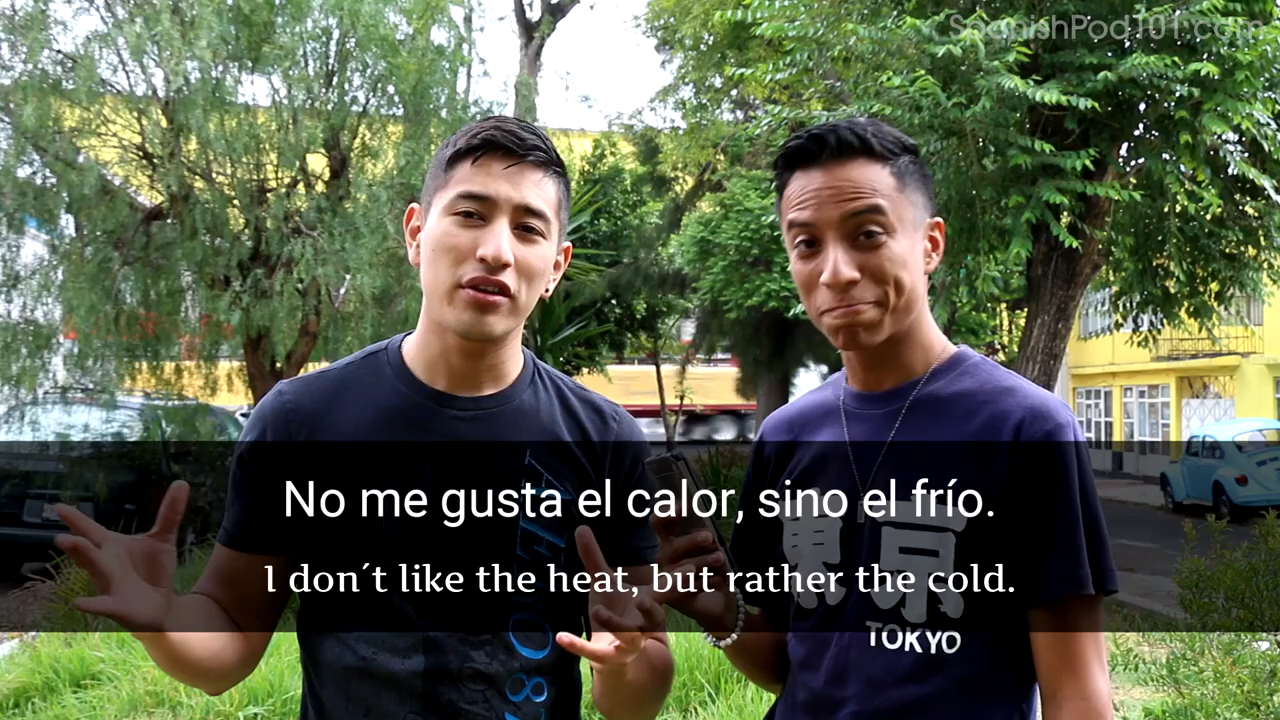 SpanishPod101.com
No me gusta el calor, sino el frío.
I don´t like the heat, but rather the cold.
東京
TOKYO